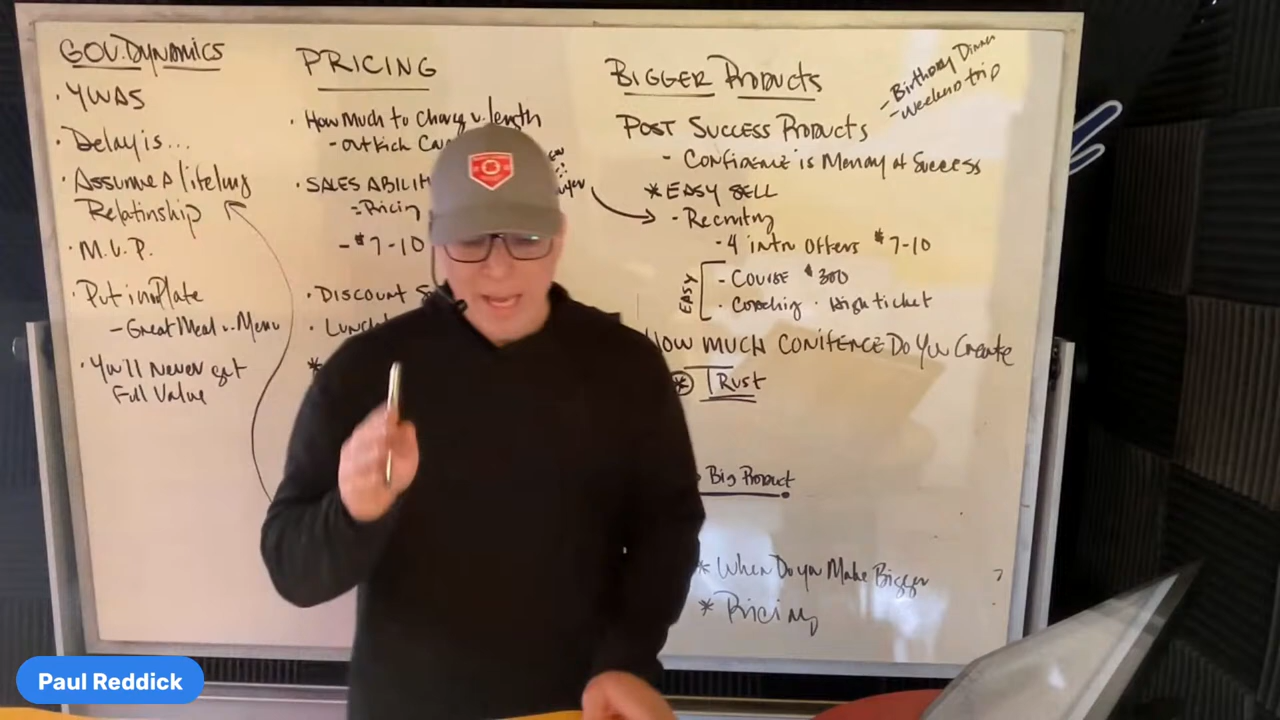 GOV. DYNAMICS
· YWAS
· Delay is...
· Assume A lifelong
Relatinship
· M.V.P.
· Put in Plate
- Great Meal v. Menu
· You'll Never get
Full Value
PRICING
· How Much to Charg v. length
- outkick
· SALES ABILIT
= Pricing
- $7-10
· DISCOUNT S
· Lunch
*
BIGGER Products
- Birthday Dinner
- Weekend trip
POST SUCCESS PRODUCTS
- Confidence is Monday of Success
* EASY SELL
- Recruiting
- 4 intro Offers $7-10
EASY
- Course $300
- Coaching · High ticket
How MUCH CONFIDENCE Do You Create
* TRUST
Big Product
* When Do you Make Bigger
?
* Pricing
Paul Reddick